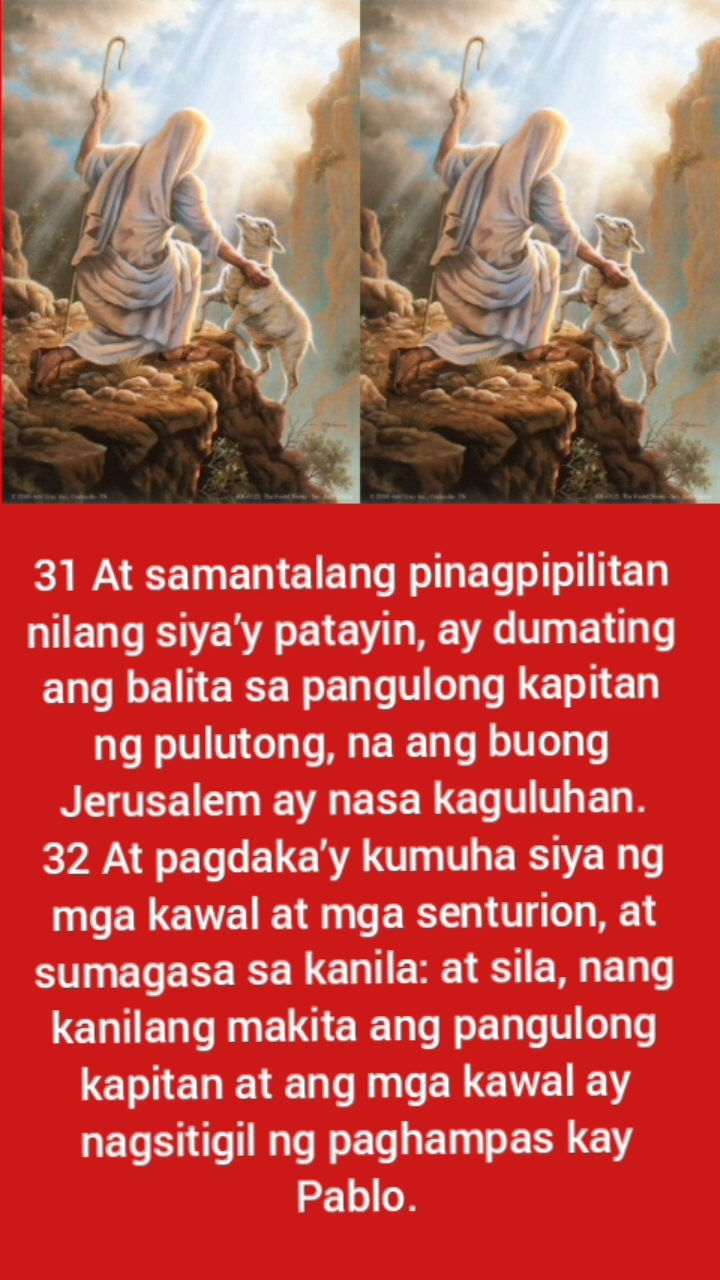 31 At samantalang pinagpipilitan
nilang siya’y patayin, ay dumating
ang balita sa pangulong kapitan
ng pulutong, na ang buong
Jerusalem ay nasa kaguluhan.
32 At pagdaka’y kumuha siya ng
mga kawal at mga senturion, at
sumagasa sa kanila: at sila, nang
kanilang makita ang pangulong
kapitan at ang mga kawal ay
nagsitigil ng paghampas kay
Pablo.